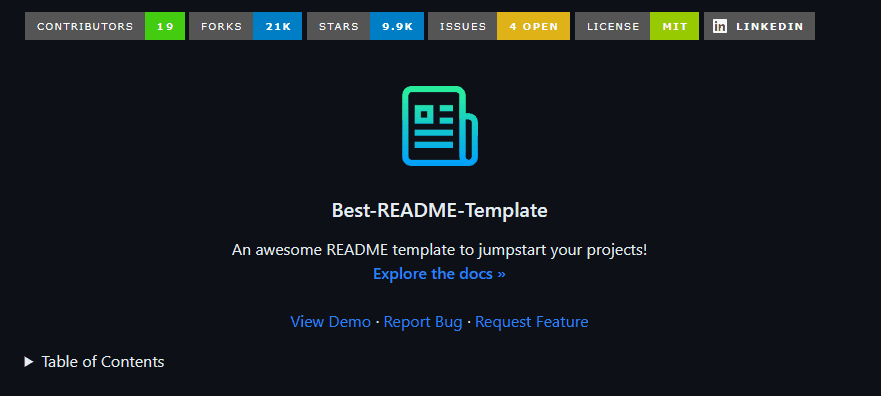 CONTRIBUTORS 19 FORKS 21K STARS 9.9K ISSUES 4 OPEN LICENSE MIT in LINKEDIN
Best-README-Template
An awesome README template to jumpstart your projects!
Explore the docs »
View Demo · Report Bug · Request Feature
Table of Contents